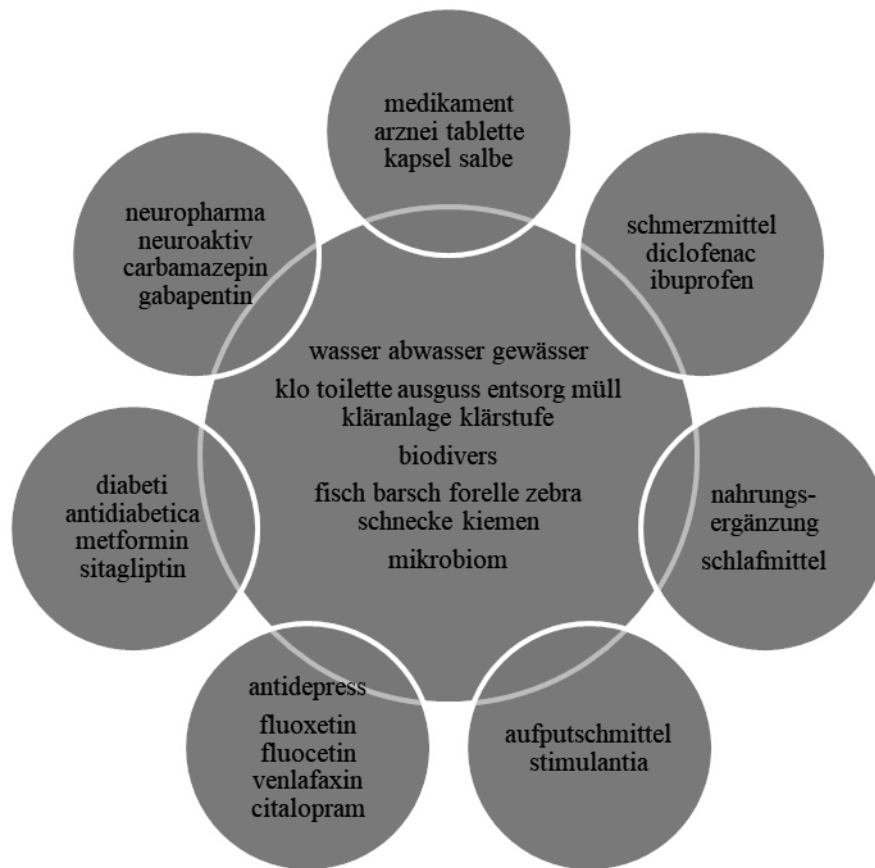 medikament
arznei tablette
kapsel salbe
schmerzmittel
diclofenac
ibuprofen
nahrungs-
ergänzung
schlafmittel
aufputschmittel
stimulantia
antidepress
fluoxetin
fluocetin
venlafaxin
citalopram
diabeti
antidiabetica
metformin
sitagliptin
neuropharma
neuroaktiv
carbamazepin
gabapentin
wasser abwasser gewässer
klo toilette ausguss entsorg müll
kläranlage klärstufe
biodivers
fisch barsch forelle zebra
schnecke kiemen
mikrobiom